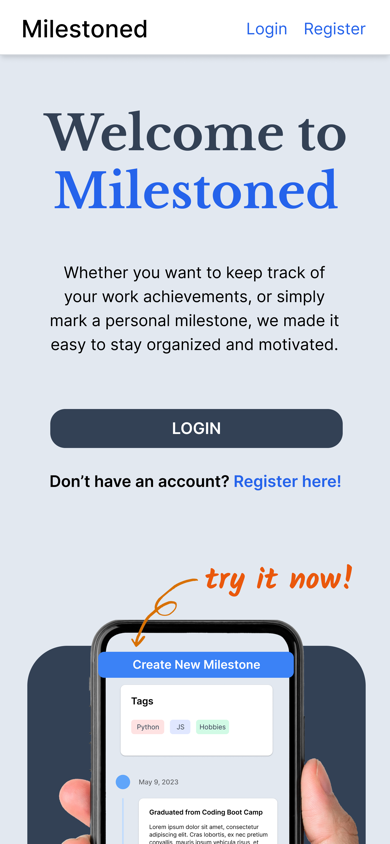 Milestoned
Login Register
Welcome to
Milestoned
Whether you want to keep track of
your work achievements, or simply
mark a personal milestone, we made it
easy to stay organized and motivated.
LOGIN
Don’t have an account? Register here!
try it now!
Create New Milestone
Tags
Python JS Hobbies
May 9, 2023
Graduated from Coding Boot Camp
Lorem ipsum dolor sit amet, consectetur
adipiscing elit. Cras lobortis, ex nec pretium
convallis, mauris vehicula risus, et